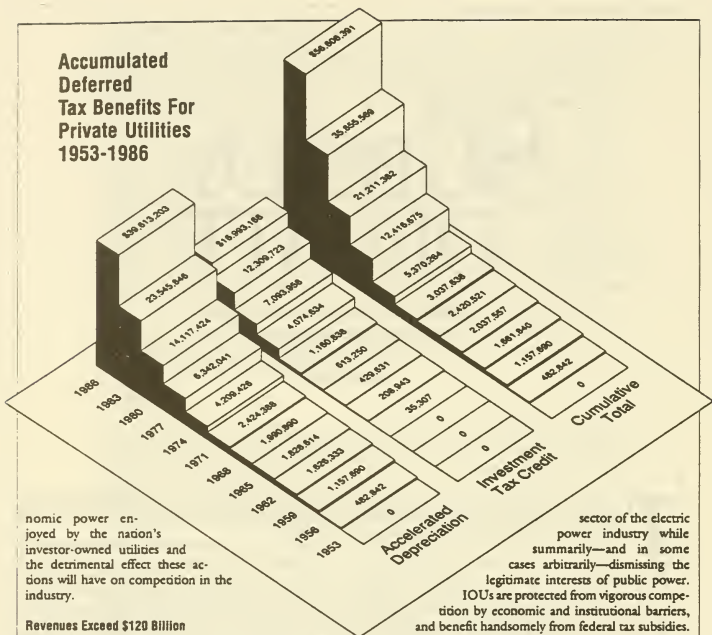 Accumulated
Deferred
Tax Benefits For
Private Utilities
1953-1986
$39,613,203
23,545,846
14,117,424
8,342,041
4,209,426
2,424,388
1,990,890
1,828,614
1,626,333
1,157,690
482,842
0
$16,993,188
12,309,723
7,093,958
4,074,634
1,160,838
613,250
429,631
208,943
35,307
0
0
0
$56,606,391
35,855,569
21,211,382
12,416,675
5,370,264
3,037,638
2,420,521
2,037,557
1,661,640
1,157,690
482,842
0
1986
1983
1980
1977
1974
1971
1968
1965
1962
1959
1956
1953
Accelerated
Depreciation
Investment
Tax Credit
Cumulative
Total
nomic power en-
joyed by the nation's
investor-owned utilities and
the detrimental effect these ac-
tions will have on competition in the
industry.
Revenues Exceed $120 Billion
sector of the electric
power industry while
summarily—and in some
cases arbitrarily—dismissing the
legitimate interests of public power.
IOUs are protected from vigorous compe-
tition by economic and institutional barriers,
and benefit handsomely from federal tax subsidies.